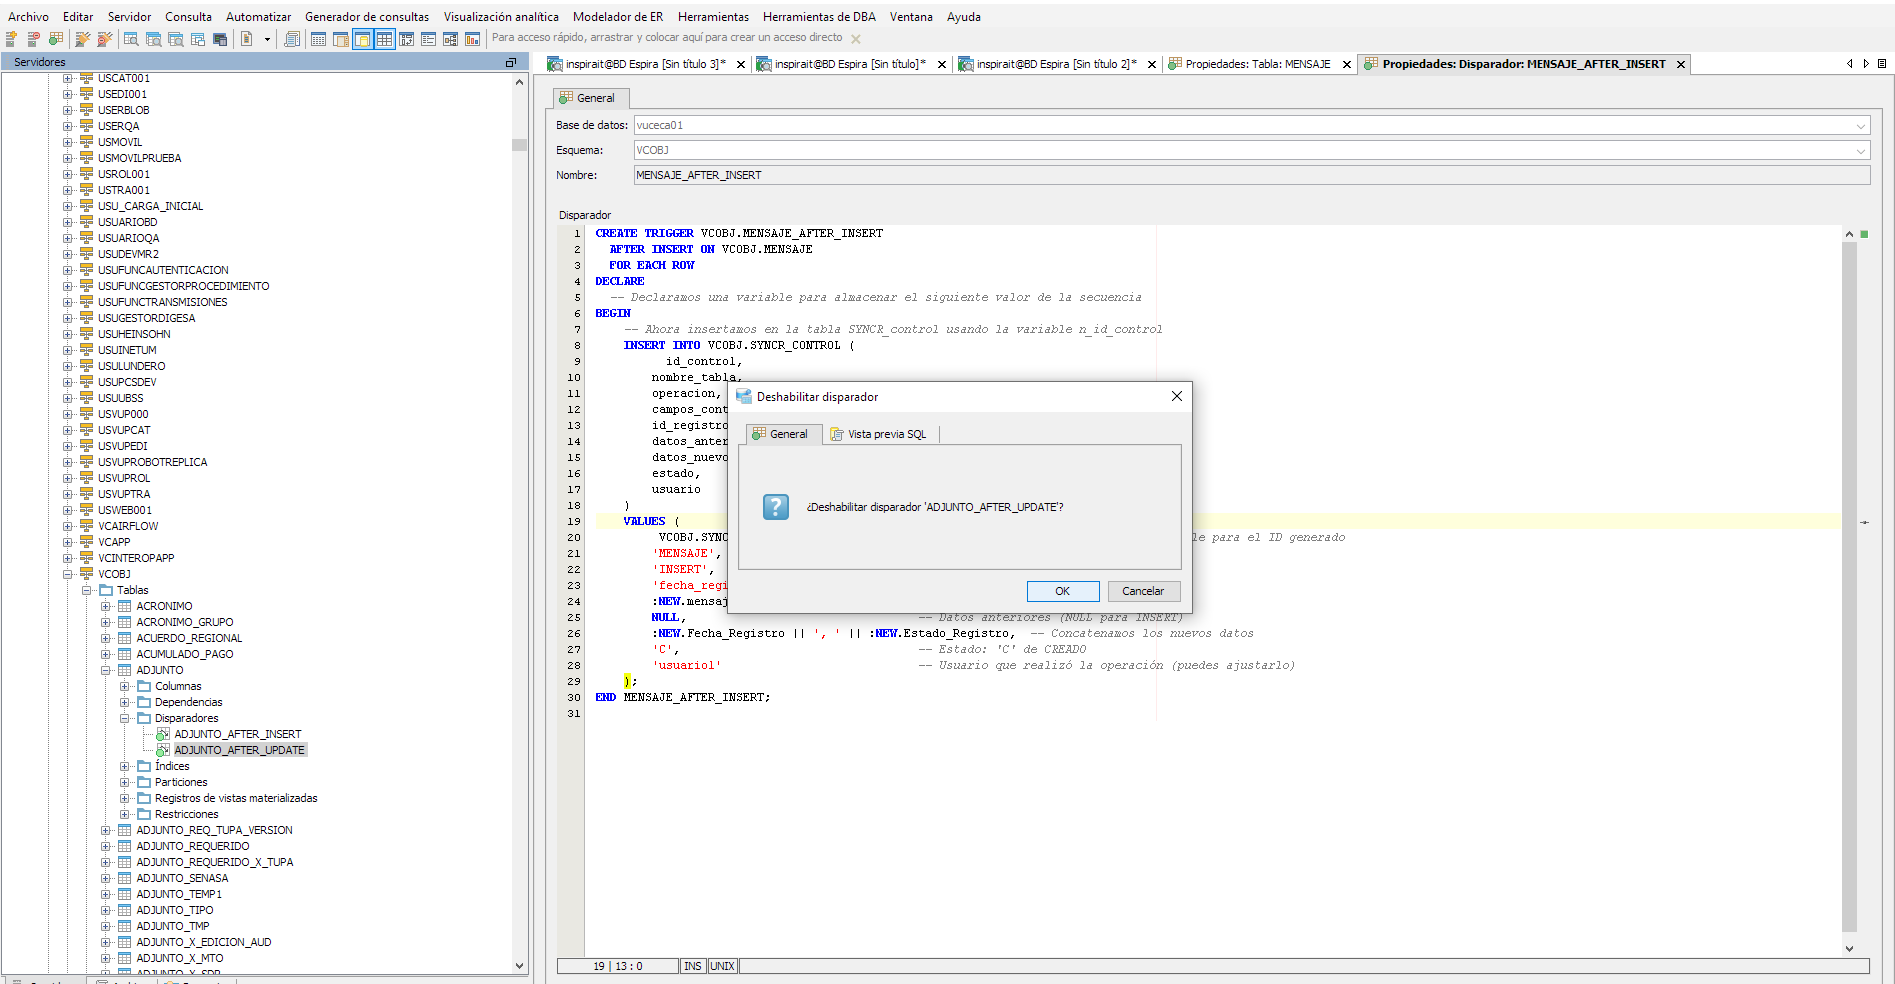 Archivo Editar Servidor Consulta Automatizar Generador de consultas Visualización analítica Modelador de ER Herramientas Herramientas de DBA Ventana Ayuda
Para acceso rápido, arrastrar y colocar aquí para crear un acceso directo
Servidores
USCAT001
USEDI001
USERBLOB
USERQA
USMOVIL
USMOVILPRUEBA
USROL001
USTRA001
USU_CARGA_INICIAL
USUARIOBD
USUARIOQA
USUDEVMR2
USUFUNCAUTENTICACION
USUFUNCGESTORPROCEDIMIENTO
USUFUNCTRANSMISIONES
USUGESTORDIGESA
USUHEINSOHN
USUINETUM
USULUNDERO
USUPCSDEV
USUUBSS
USVUP000
USVUPCAT
USVUPEDI
USVUPROBOTREPLICA
USVUPROL
USVUPTRA
USWEB001
VCAIRFLOW
VCAPP
VCINTEROPAPP
VCOBJ
Tablas
ACRONIMO
ACRONIMO_GRUPO
ACUERDO_REGIONAL
ACUMULADO_PAGO
ADJUNTO
Columnas
Dependencias
Disparadores
ADJUNTO_AFTER_INSERT
ADJUNTO_AFTER_UPDATE
Índices
Particiones
Registros de vistas materializadas
Restricciones
ADJUNTO_REQ_TUPA_VERSION
ADJUNTO_REQUERIDO
ADJUNTO_REQUERIDO_X_TUPA
ADJUNTO_SENASA
ADJUNTO_TEMP1
ADJUNTO_TIPO
ADJUNTO_TMP
ADJUNTO_X_EDICION_AUD
ADJUNTO_X_MTO
inspirait@BD Espira [Sin título 3]* inspirait@BD Espira [Sin título]* inspirait@BD Espira [Sin título 2]* Propiedades: Tabla: MENSAJE Propiedades: Disparador: MENSAJE_AFTER_INSERT
General
Base de datos: vuceca01
Esquema: VCOBJ
Nombre: MENSAJE_AFTER_INSERT
Disparador
1 CREATE TRIGGER VCOBJ.MENSAJE_AFTER_INSERT
2 AFTER INSERT ON VCOBJ.MENSAJE
3 FOR EACH ROW
4 DECLARE
5 -- Declaramos una variable para almacenar el siguiente valor de la secuencia
6 BEGIN
7 -- Ahora insertamos en la tabla SYNCR_control usando la variable n_id_control
8 INSERT INTO VCOBJ.SYNCR_CONTROL (
9 id_control,
10 nombre_tabla,
11 operacion,
12 campos_cont
13 id_registro
14 datos_anter
15 datos_nuevo
16 estado,
17 usuario
18 )
19 VALUES (
20 VCOBJ.SYNC le para el ID generado
21 'MENSAJE',
22 'INSERT',
23 'fecha_regi
24 :NEW.mensaj
25 NULL, -- Datos anteriores (NULL para INSERT)
26 :NEW.Fecha_Registro || ', ' || :NEW.Estado_Registro, -- Concatenamos los nuevos datos
27 'C', -- Estado: 'C' de CREADO
28 'usuario1' -- Usuario que realizó la operación (puedes ajustarlo)
29 );
30 END MENSAJE_AFTER_INSERT;
31
Deshabilitar disparador
General Vista previa SQL
¿Deshabilitar disparador 'ADJUNTO_AFTER_UPDATE'?
OK Cancelar
19 | 13 : 0 INS UNIX